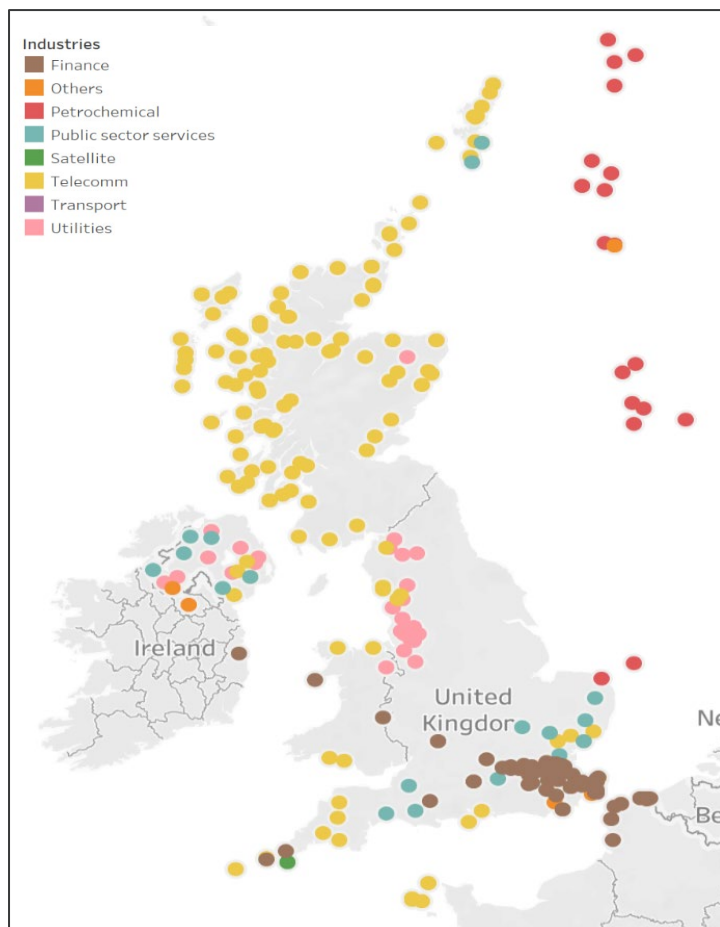 Industries
Finance
Others
Petrochemical
Public sector services
Satellite
Telecomm
Transport
Utilities
Ireland
United
Kingdor
Ne
Be